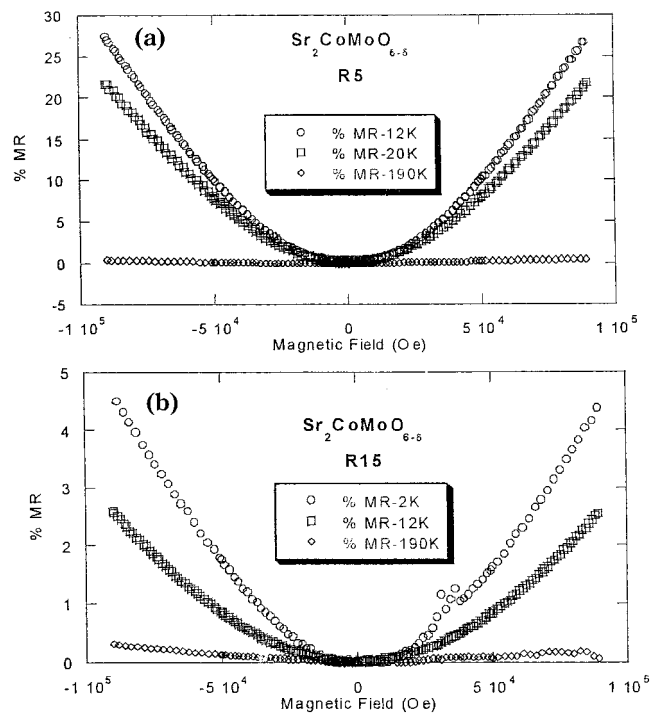 30
(a)
Sr2CoMoO6-δ
R5
25
20
15
10
5
0
-5
% MR
○ % MR-12K
□ % MR-20K
◇ % MR-190K
-1 10^5
-5 10^4
0
5 10^4
1 10^5
Magnetic Field (Oe)
5
(b)
Sr2CoMoO6-δ
R15
4
3
2
1
0
% MR
○ % MR-2K
□ % MR-12K
◇ % MR-190K
-1 10^5
-5 10^4
0
5 10^4
1 10^5
Magnetic Field (Oe)